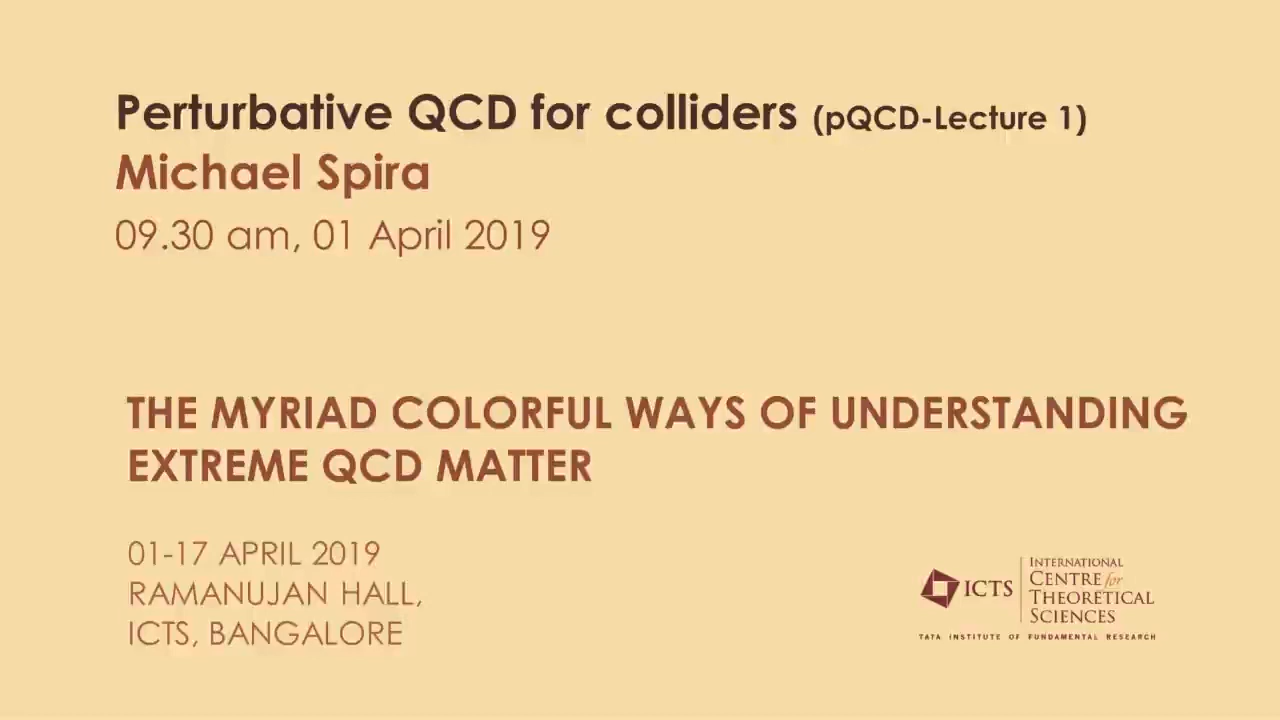 Perturbative QCD for colliders (pQCD-Lecture 1)
Michael Spira
09.30 am, 01 April 2019
THE MYRIAD COLORFUL WAYS OF UNDERSTANDING
EXTREME QCD MATTER
01-17 APRIL 2019
RAMANUJAN HALL,
ICTS, BANGALORE
ICTS
INTERNATIONAL
CENTRE for
THEORETICAL
SCIENCES
TATA INSTITUTE OF FUNDAMENTAL RESEARCH